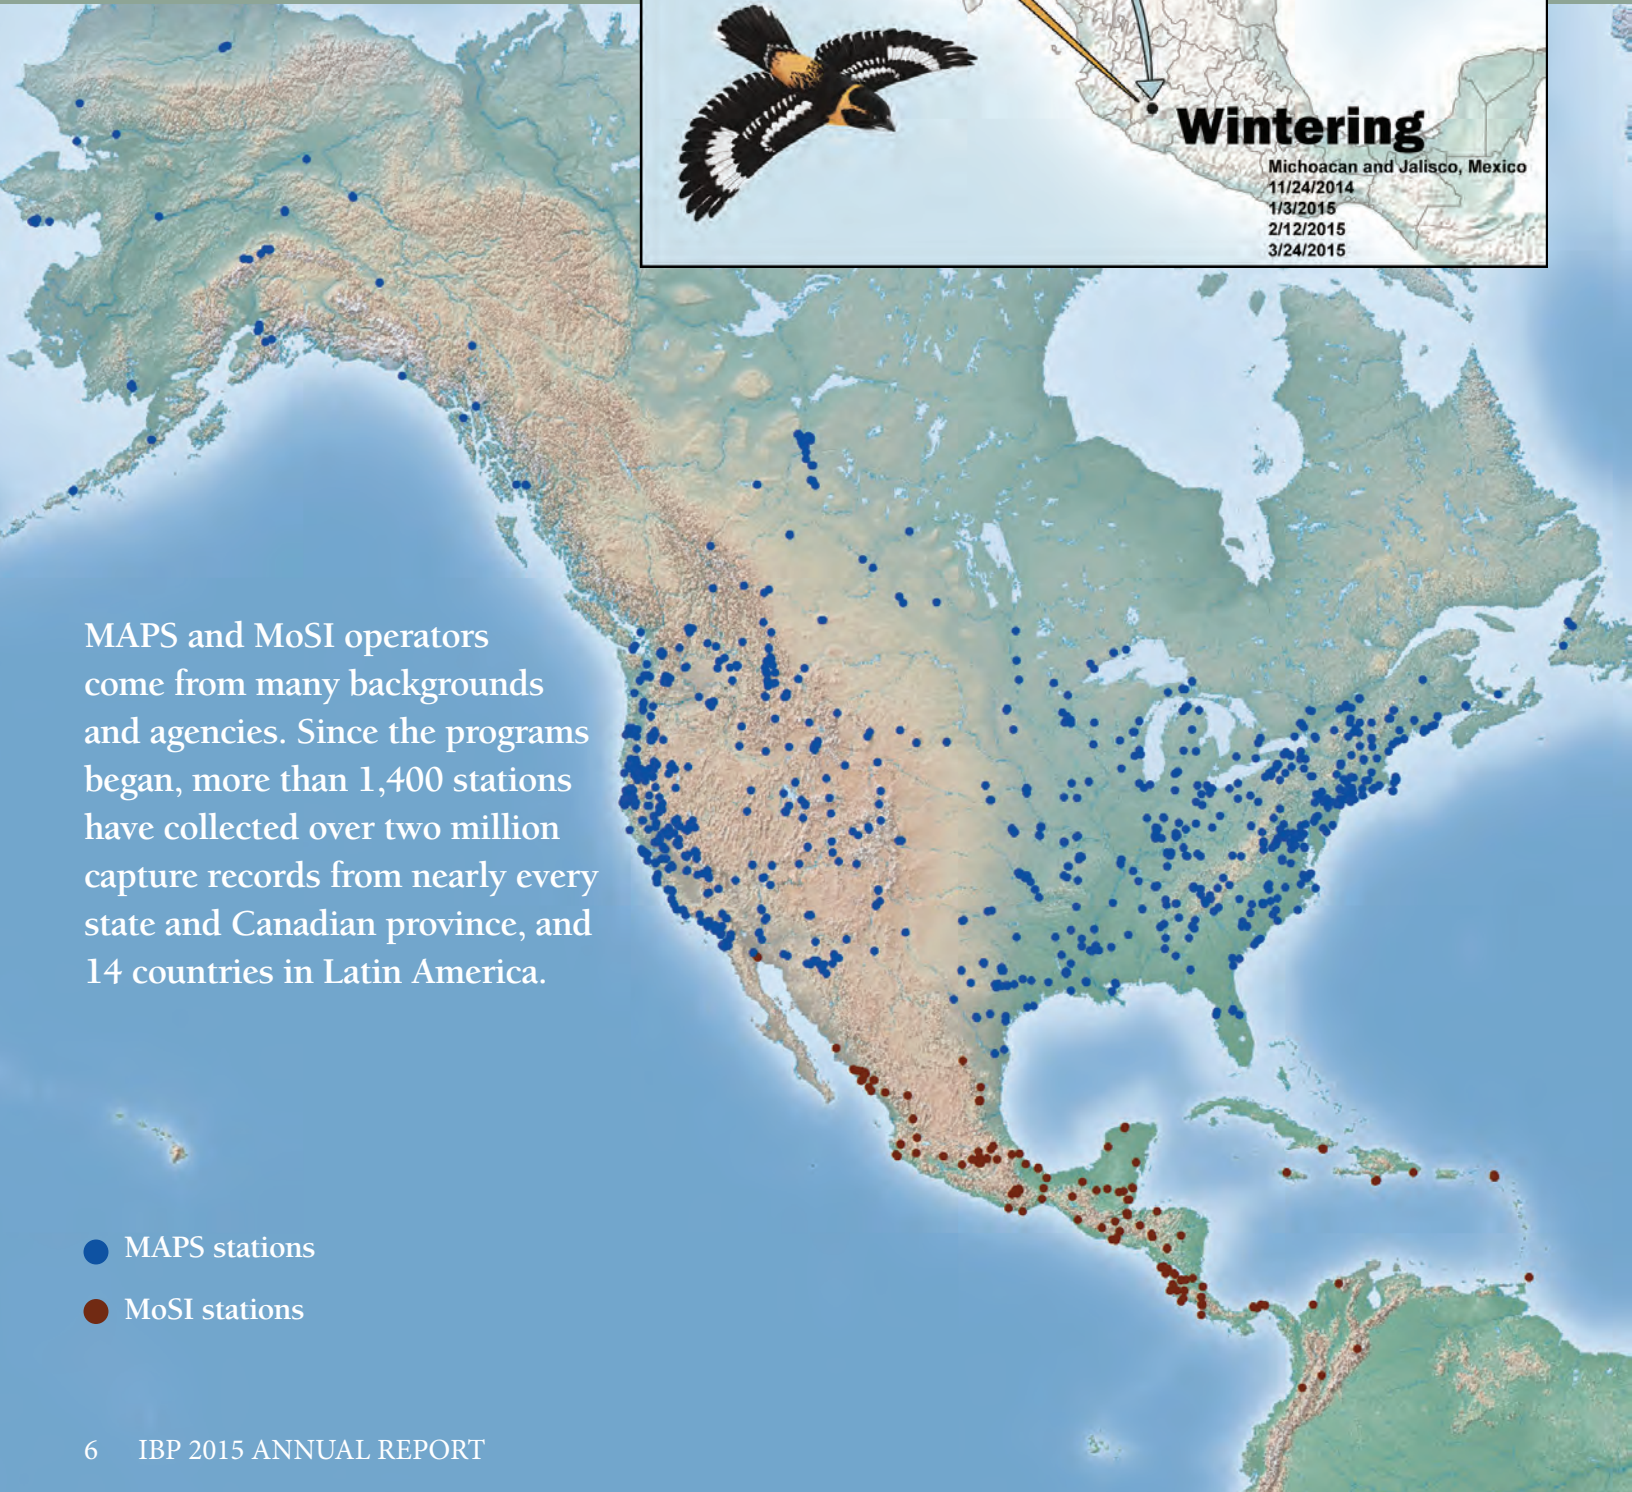 Wintering
Michoacan and Jalisco, Mexico
11/24/2014
1/3/2015
2/12/2015
3/24/2015
MAPS and MoSI operators
come from many backgrounds
and agencies. Since the programs
began, more than 1,400 stations
have collected over two million
capture records from nearly every
state and Canadian province, and
14 countries in Latin America.
MAPS stations
MoSI stations
6 IBP 2015 ANNUAL REPORT